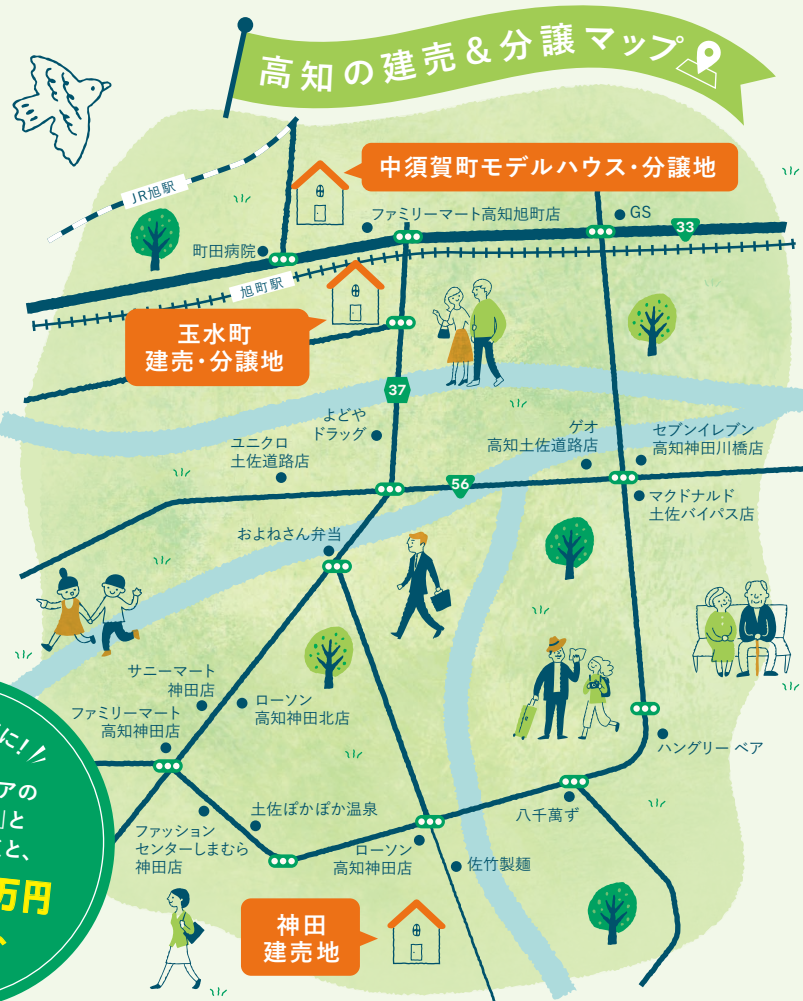 高知の建売&分譲マップ
中須賀町モデルハウス・分譲地
JR旭駅
ファミリーマート高知旭町店
GS
33
町田病院
旭町駅
玉水町
建売・分譲地
37
よどや
ドラッグ
ユニクロ
土佐道路店
ゲオ
高知土佐道路店
セブンイレブン
高知神田川橋店
56
マクドナルド
土佐バイパス店
およねさん弁当
サニーマート
神田店
ローソン
高知神田北店
ファミリーマート
高知神田店
ハングリー ベア
八千萬ず
土佐ぽかぽか温泉
ファッション
センターしまむら
神田店
ローソン
高知神田店
佐竹製麺
神田
建売地
に!
アの
」と
と、
万円